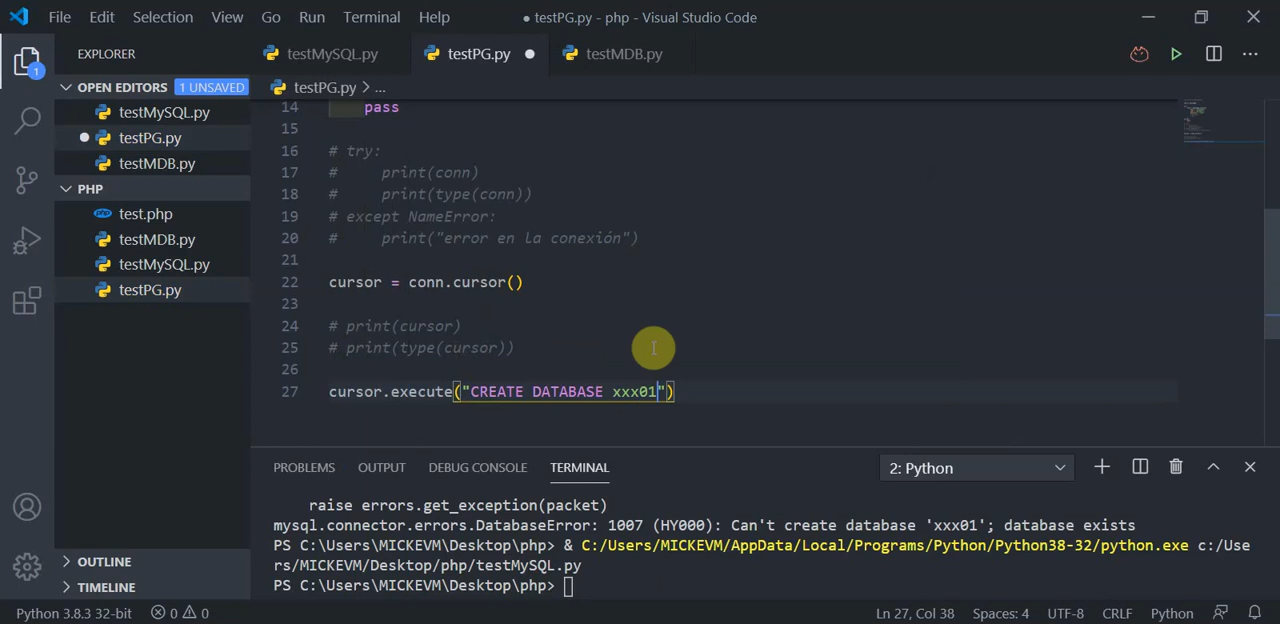 File Edit Selection View Go Run Terminal Help
● testPG.py - php - Visual Studio Code
EXPLORER
OPEN EDITORS 1 UNSAVED
testMySQL.py
testPG.py
testMDB.py
PHP
test.php
testMDB.py
testMySQL.py
testPG.py
OUTLINE
TIMELINE
1
testMySQL.py testPG.py testMDB.py
testPG.py > ...
14 pass
15
16 # try:
17 # print(conn)
18 # print(type(conn))
19 # except NameError:
20 # print("error en la conexión")
21
22 cursor = conn.cursor()
23
24 # print(cursor)
25 # print(type(cursor))
26
27 cursor.execute("CREATE DATABASE xxx01")
PROBLEMS OUTPUT DEBUG CONSOLE TERMINAL 2: Python
raise errors.get_exception(packet)
mysql.connector.errors.DatabaseError: 1007 (HY000): Can't create database 'xxx01'; database exists
PS C:\Users\MICKEVM\Desktop\php> & C:/Users/MICKEVM/AppData/Local/Programs/Python/Python38-32/python.exe c:/Use
rs/MICKEVM/Desktop/php/testMySQL.py
PS C:\Users\MICKEVM\Desktop\php>
Python 3.8.3 32-bit 0 0 Ln 27, Col 38 Spaces: 4 UTF-8 CRLF Python